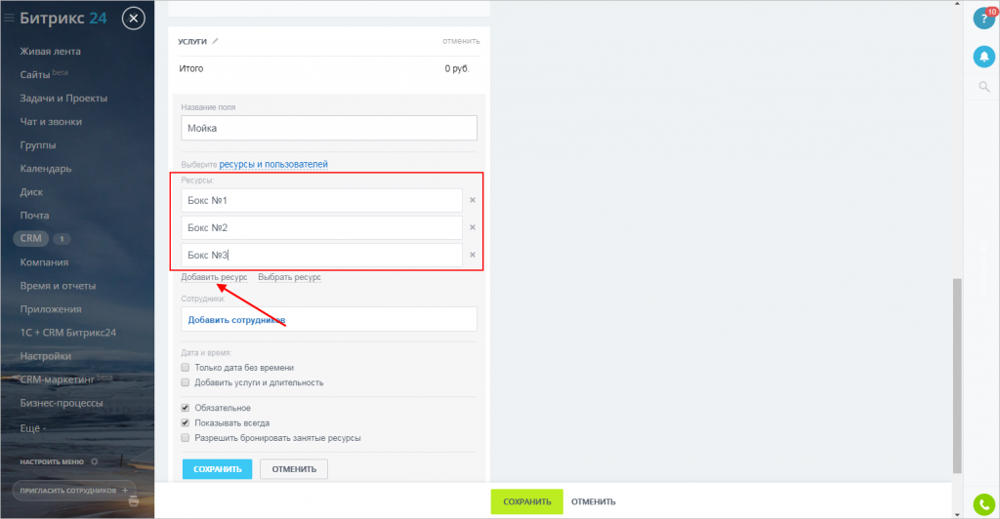 Битрикс 24
Живая лента
Сайты beta
Задачи и Проекты
Чат и звонки
Группы
Календарь
Диск
Почта
CRM 1
Компания
Время и отчеты
Приложения
1С + CRM Битрикс24
Настройки
CRM-маркетинг beta
Бизнес-процессы
Ещё -
НАСТРОИТЬ МЕНЮ
ПРИГЛАСИТЬ СОТРУДНИКОВ +
УСЛУГИ отменить
Итого 0 руб.
Название поля
Мойка
Выберите ресурсы и пользователей
Ресурсы:
Бокс №1
Бокс №2
Бокс №3
Добавить ресурс Выбрать ресурс
Сотрудники:
Добавить сотрудников
Дата и время:
Только дата без времени
Добавить услуги и длительность
Обязательное
Показывать всегда
Разрешить бронировать занятые ресурсы
СОХРАНИТЬ ОТМЕНИТЬ
СОХРАНИТЬ ОТМЕНИТЬ
? 10